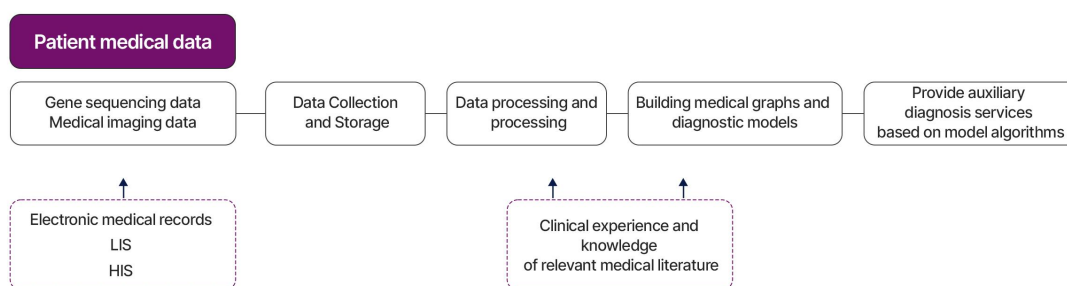 Patient medical data
Gene sequencing data
Medical imaging data
Data Collection
and Storage
Data processing and
processing
Building medical graphs and
diagnostic models
Provide auxiliary
diagnosis services
based on model algorithms
Electronic medical records
LIS
HIS
Clinical experience and
knowledge
of relevant medical literature